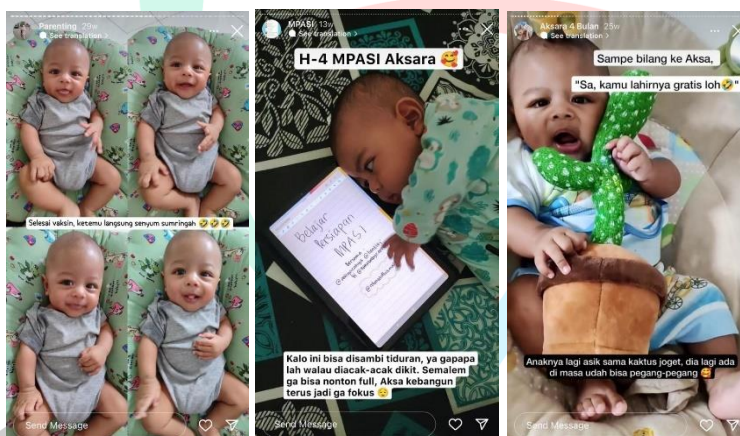 Parenting 29w
See translation >
Selesai vaksin, ketemu langsung senyum sumringah 🤣🤣🤣
Send Message
MPASI 13w
See translation >
H-4 MPASI Aksara 🥰
Belajar
Persiapan
MPASI
Kalo ini bisa disambi tiduran, ya gapapa
lah walau diacak-acak dikit. Semalem
ga bisa nonton full, Aksa kebangun
terus jadi ga fokus 😌
Send Message
Aksara 4 Bulan 25w
See translation >
Sampe bilang ke Aksa,
"Sa, kamu lahirnya gratis loh🤣"
Anaknya lagi asik sama kaktus joget, dia lagi ada
di masa udah bisa pegang-pegang 🥰
Send Message